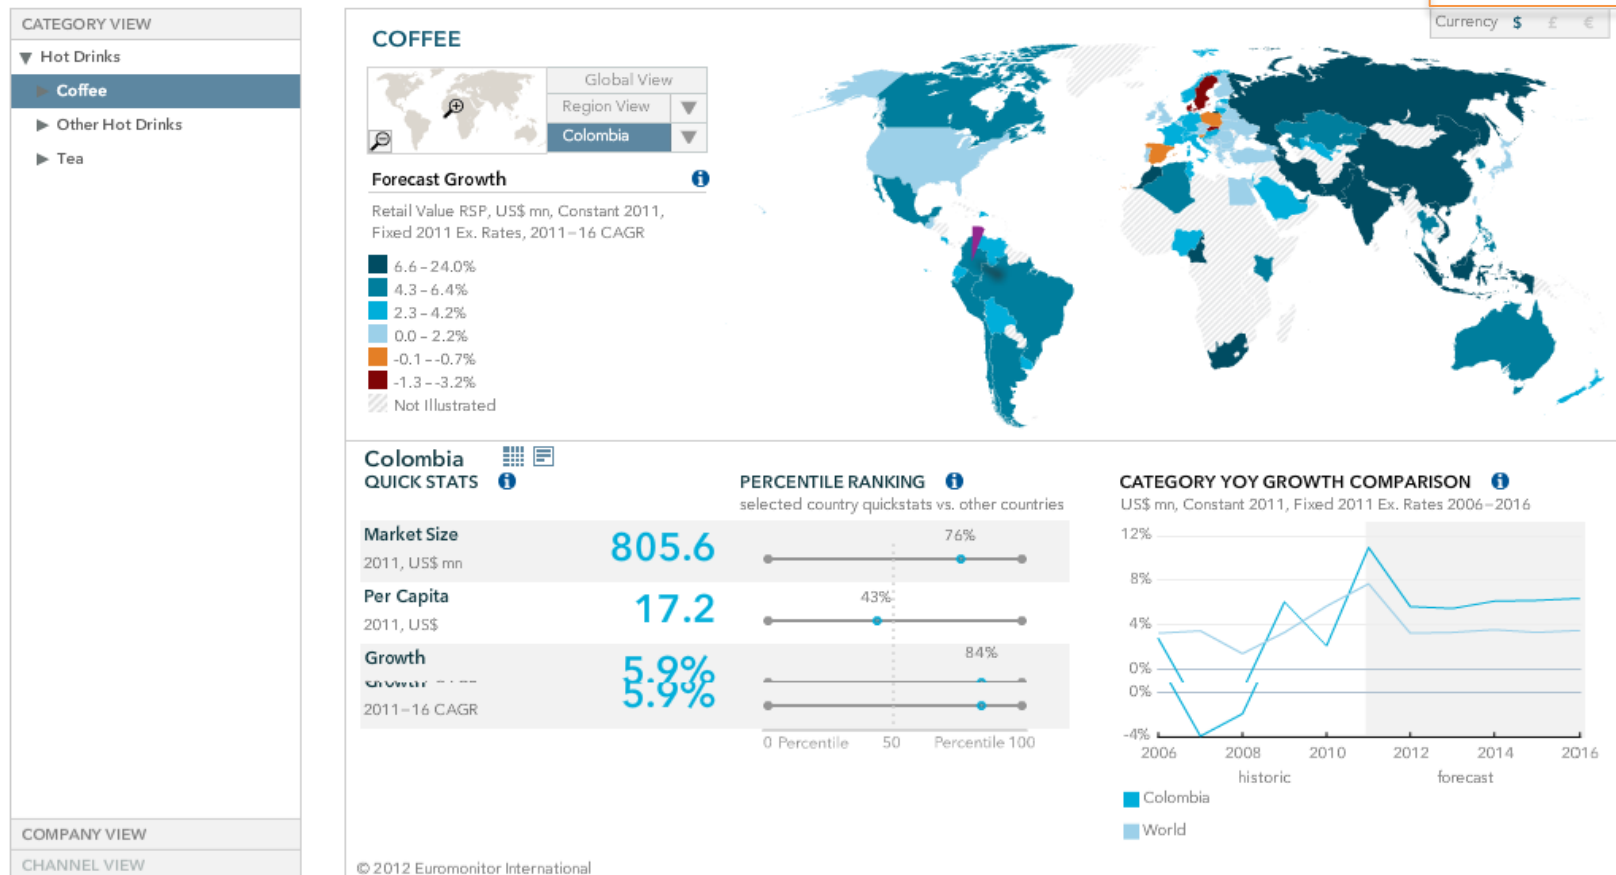 CATEGORY VIEW
Hot Drinks
Coffee
Other Hot Drinks
Tea
COMPANY VIEW
CHANNEL VIEW
Currency $ £ €
COFFEE
Global View
Region View
Colombia
Forecast Growth
Retail Value RSP, US$ mn, Constant 2011,
Fixed 2011 Ex. Rates, 2011-16 CAGR
6.6 - 24.0%
4.3 - 6.4%
2.3 - 4.2%
0.0 - 2.2%
-0.1 - -0.7%
-1.3 - -3.2%
Not Illustrated
Colombia
QUICK STATS
Market Size
2011, US$ mn
805.6
Per Capita
2011, US$
17.2
Growth
5.9%
5.9%
2011-16 CAGR
PERCENTILE RANKING
selected country quickstats vs. other countries
76%
43%
84%
0 Percentile 50 Percentile 100
CATEGORY YOY GROWTH COMPARISON
US$ mn, Constant 2011, Fixed 2011 Ex. Rates 2006-2016
12%
8%
4%
0%
0%
-4%
2006 2008 2010 2012 2014 2016
historic forecast
Colombia
World
© 2012 Euromonitor International